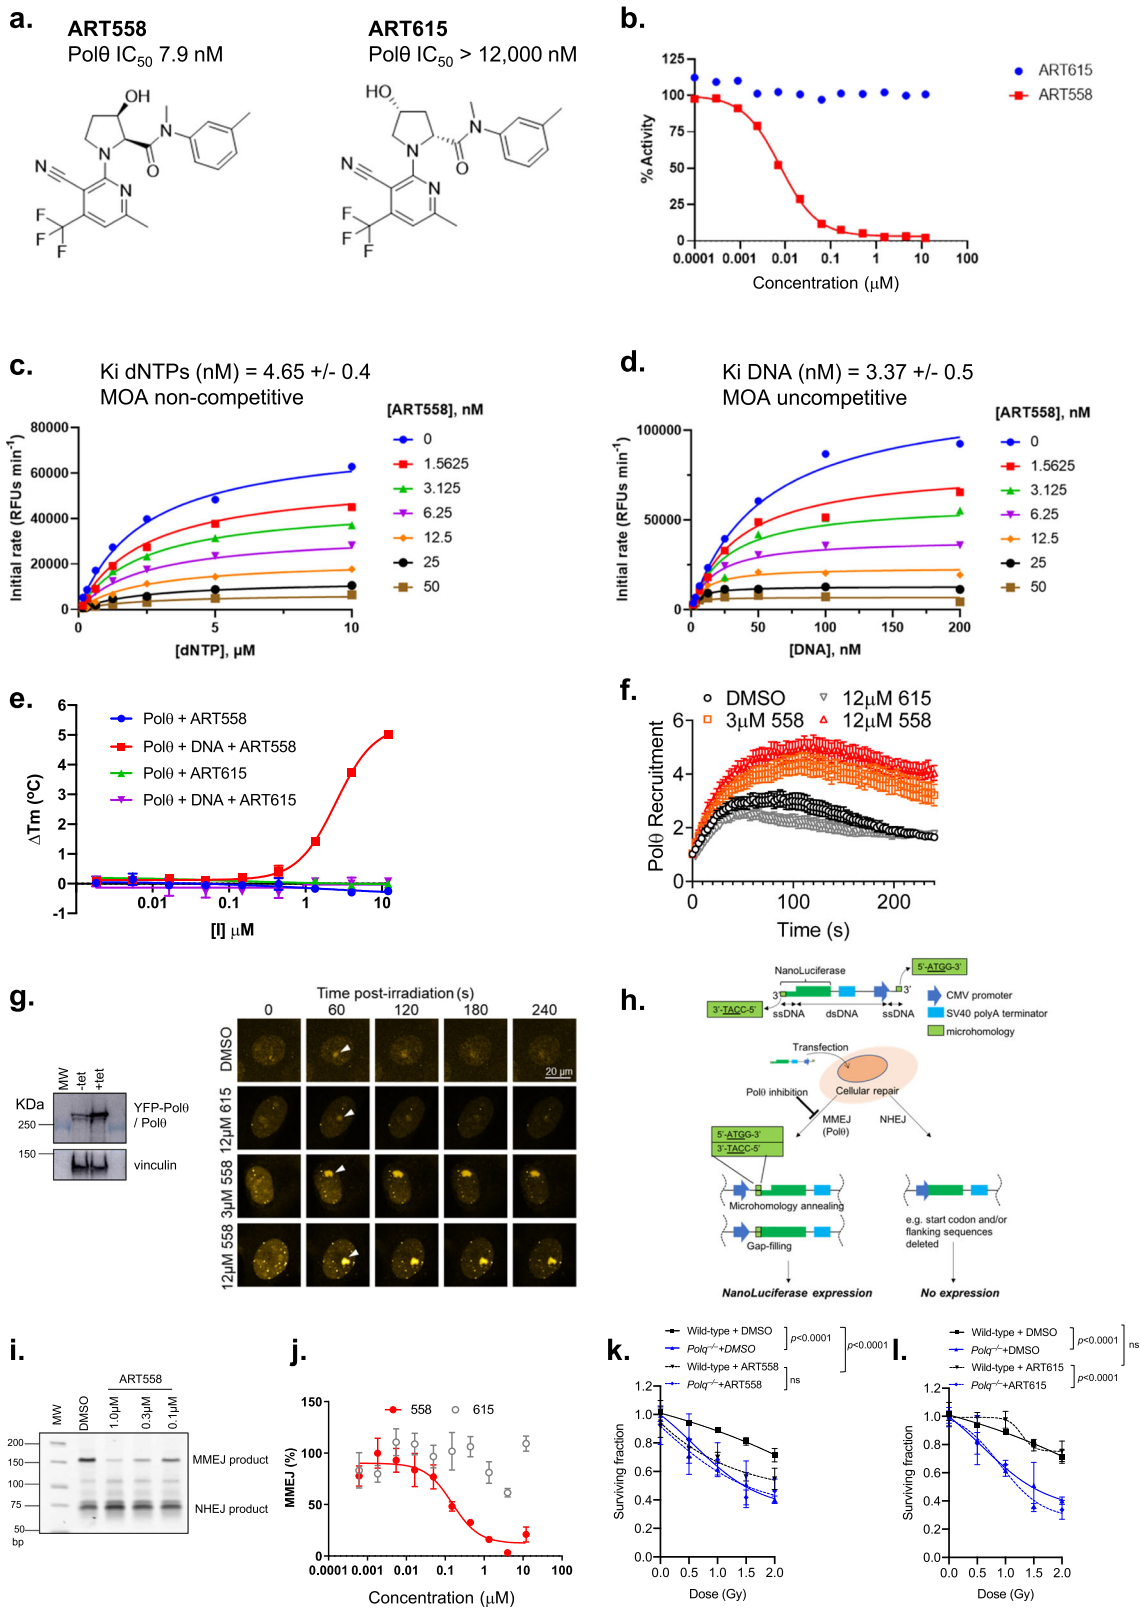 a.
ART558
Polθ IC50 7.9 nM
OH
N
O
N
N
N
F
F
F
ART615
Polθ IC50 > 12,000 nM
HO
N
O
N
N
N
F
F
F
b.
125
100
75
50
25
0
% Activity
0.0001 0.001 0.01 0.1 1 10 100
Concentration (μM)
ART615
ART558
c.
Ki dNTPs (nM) = 4.65 +/- 0.4
MOA non-competitive
[ART558], nM
0
1.5625
3.125
6.25
12.5
25
50
80000
60000
40000
20000
0
Initial rate (RFUs min-1)
0 5 10
[dNTP], μM
d.
Ki DNA (nM) = 3.37 +/- 0.5
MOA uncompetitive
[ART558], nM
0
1.5625
3.125
6.25
12.5
25
50
100000
50000
0
Initial rate (RFUs min-1)
0 50 100 150 200
[DNA], nM
e.
Polθ + ART558
Polθ + DNA + ART558
Polθ + ART615
Polθ + DNA + ART615
6
5
4
3
2
1
0
-1
ΔTm (ºC)
0.01 0.1 1 10
[I] μM
f.
DMSO
12μM 615
3μM 558
12μM 558
6
4
2
0
Polθ Recruitment
0 100 200
Time (s)
g.
MW
-tet
+tet
KDa
250
150
YFP-Polθ
/ Polθ
vinculin
Time post-irradiation (s)
0 60 120 180 240
DMSO
12μM 615
3μM 558
12μM 558
20 μm
h.
NanoLuciferase
5'-ATGG-3'
3'
3'
3'-TACC-5'
ssDNA dsDNA ssDNA
CMV promoter
SV40 polyA terminator
microhomology
Transfection
Cellular repair
Polθ inhibition
MMEJ
(Polθ)
NHEJ
5'-ATGG-3'
3'-TACC-5'
Microhomology annealing
Gap-filling
e.g. start codon and/or
flanking sequences
deleted
NanoLuciferase expression
No expression
i.
ART558
MW
DMSO
1.0μM
0.3μM
0.1μM
200
150
100
75
50
bp
MMEJ product
NHEJ product
j.
558
615
150
100
50
0
MMEJ (%)
0.0001 0.001 0.01 0.1 1 10 100
Concentration (μM)
k.
Wild-type + DMSO
Polq-/-+DMSO
Wild-type + ART558
Polq-/-+ART558
p<0.0001
ns
p<0.0001
1.2
1.0
0.8
0.6
0.4
0.2
0.0
Surviving fraction
0.0 0.5 1.0 1.5 2.0
Dose (Gy)
l.
Wild-type + DMSO
Polq-/-+DMSO
Wild-type + ART615
Polq-/-+ART615
p<0.0001
p<0.0001
ns
1.2
1.0
0.8
0.6
0.4
0.2
0.0
Surviving fraction
0.0 0.5 1.0 1.5 2.0
Dose (Gy)